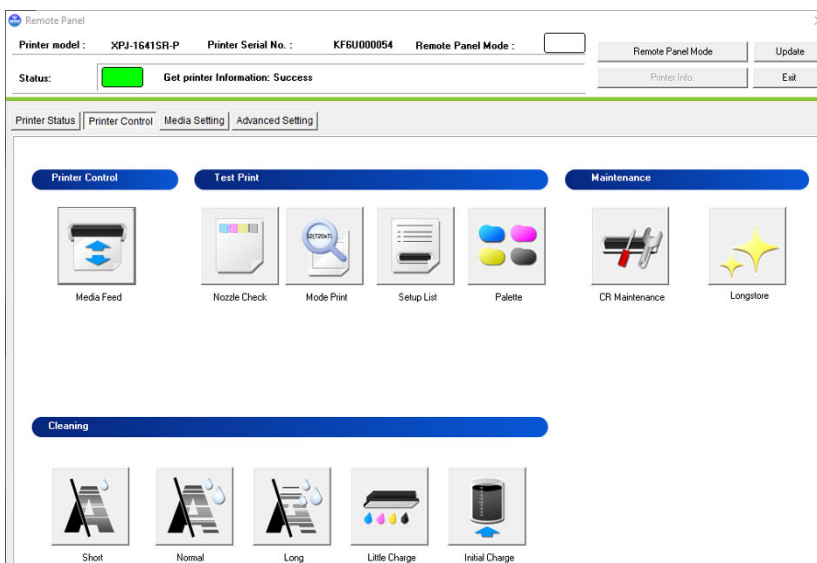 Remote Panel
Printer model : XPJ-1641SR-P Printer Serial No. : KF6U000054 Remote Panel Mode :
Remote Panel Mode Update
Status: Get printer Information: Success
Printer Info. Exit
Printer Status Printer Control Media Setting Advanced Setting
Printer Control Test Print Maintenance
Media Feed Nozzle Check Mode Print Setup List Palette CR Maintenance Longstore
Cleaning
Short Normal Long Little Charge Initial Charge